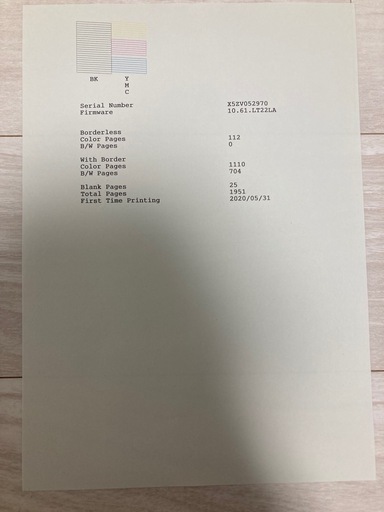 BK Y
M
C
Serial Number X5ZV052970
Firmware 10.61.LT22LA
Borderless
Color Pages 112
B/W Pages 0
With Border
Color Pages 1110
B/W Pages 704
Blank Pages 25
Total Pages 1951
First Time Printing 2020/05/31